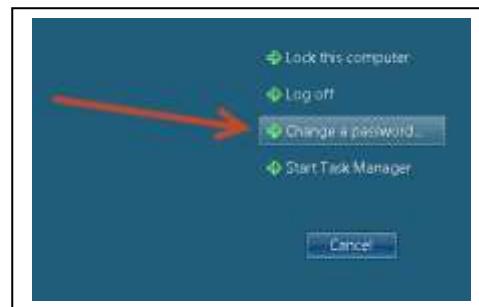 Lock this computer
Log off
Change a password...
Start Task Manager
Cancel